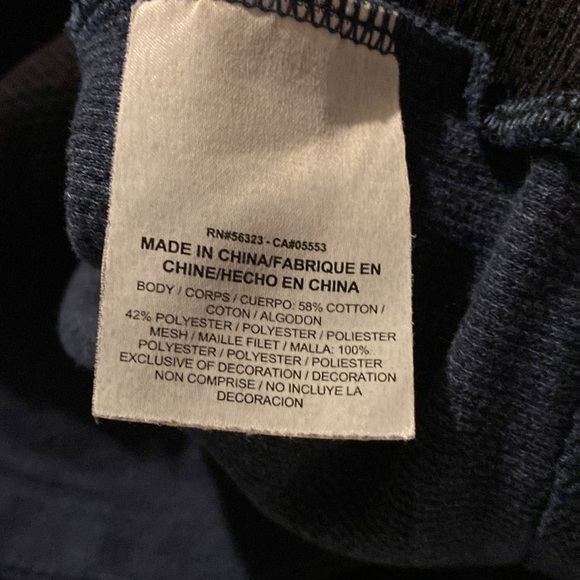 RN#56323 - CA#05553
MADE IN CHINA/FABRIQUE EN
CHINE/HECHO EN CHINA
BODY / CORPS / CUERPO: 58% COTTON /
COTON / ALGODON
42% POLYESTER / POLYESTER / POLIESTER
MESH / MAILLE FILET / MALLA: 100%
POLYESTER / POLYESTER / POLIESTER
EXCLUSIVE OF DECORATION / DECORATION
NON COMPRISE / NO INCLUYE LA
DECORACION